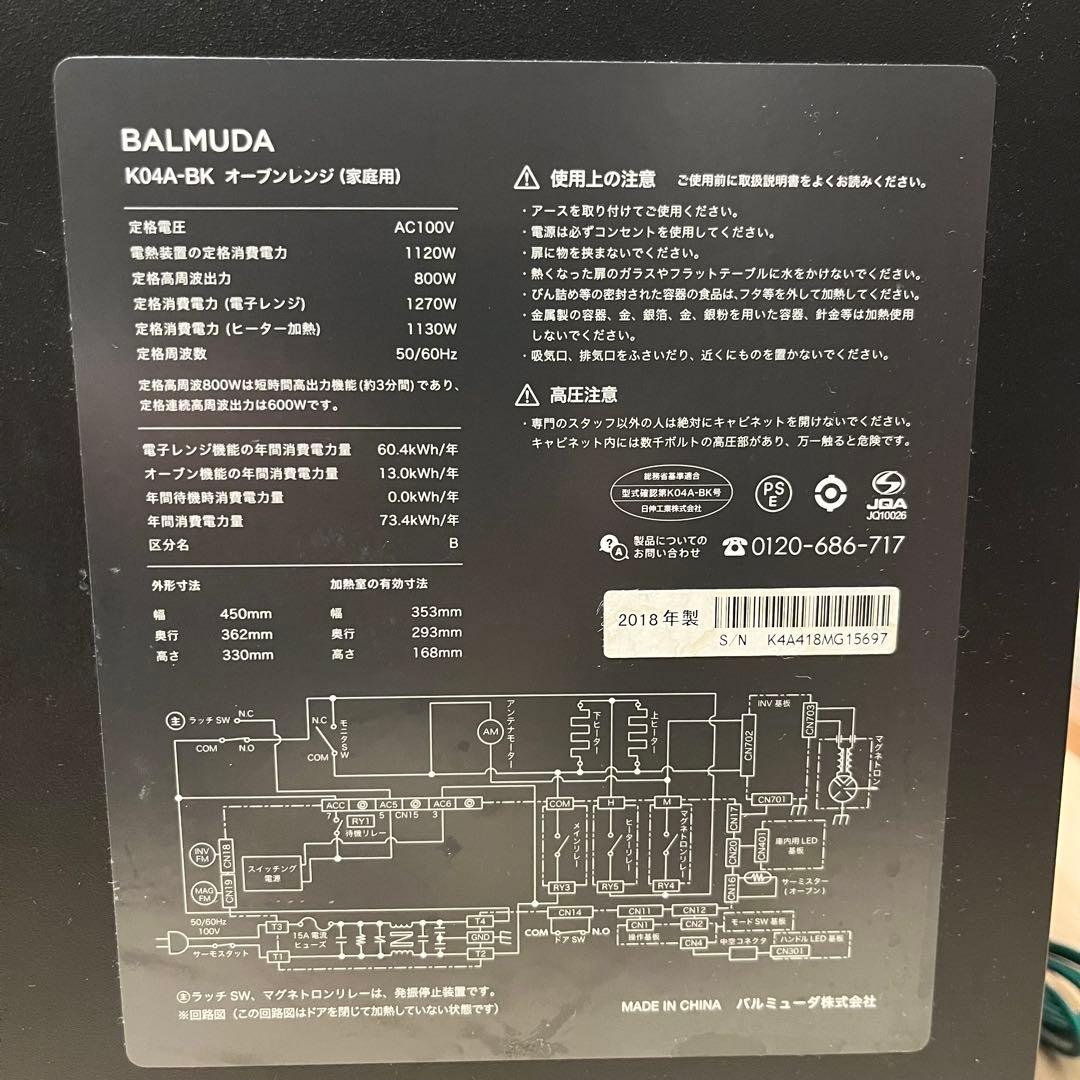 BALMUDA
K04A-BK オーブンレンジ (家庭用)
定格電圧 AC100V
電熱装置の定格消費電力 1120W
定格高周波出力 800W
定格消費電力 (電子レンジ) 1270W
定格消費電力 (ヒーター加熱) 1130W
定格周波数 50/60Hz
定格高周波800Wは短時間高出力機能 (約3分間) であり、
定格連続高周波出力は600Wです。
電子レンジ機能の年間消費電力量 60.4kWh/年
オーブン機能の年間消費電力量 13.0kWh/年
年間待機時消費電力量 0.0kWh/年
年間消費電力量 73.4kWh/年
区分名 B
外形寸法 加熱室の有効寸法
幅 450mm 幅 353mm
奥行 362mm 奥行 293mm
高さ 330mm 高さ 168mm
使用上の注意 ご使用前に取扱説明書をよくお読みください。
・アースを取り付けてご使用ください。
・電源は必ずコンセントを使用してください。
・扉に物を挟まないでください。
・熱くなった扉のガラスやフラットテーブルに水をかけないでください。
・びん詰め等の密封された容器の食品は、フタ等を外して加熱してください。
・金属製の容器、金、銀箔、金、銀粉を用いた容器、針金等は加熱使用
しないでください。
・吸気口、排気口をふさいだり、近くにものを置かないでください。
高圧注意
・専門のスタッフ以外の人は絶対にキャビネットを開けないでください。
キャビネット内には数千ボルトの高圧部があり、万一触ると危険です。
総務省基準適合
型式確認第K04A-BK号
日伸工業株式会社
PS
E
JQA
JQ10026
Q
A
製品についての
お問い合わせ
0120-686-717
2018年製
S/N K4A418MG15697
主 ラッチSW
N.C
COM
N.O
N.C
COM
モニタSW
AM
アンテナモーター
下ヒーター
上ヒーター
INV 基板
CN702
CN703
CN701
マグネトロン
ACC
AC5
AC6
7
5
CN15
3
RY1
待機リレー
COM
H
M
メインリレー
ヒーターリレー
マグネトロンリレー
RY3
RY5
RY4
CN17
CN20
CN16
CN401
庫内用LED
基板
サーミスター
(オーブン)
INV
FM
MAG
FM
CN18
CN19
スイッチング
電源
50/60Hz
100V
サーモスタット
T3
T1
15A 電流
ヒューズ
T4
GND
T2
CN14
COM
ドアSW
N.O
CN11
CN12
CN1
CN2
CN4
操作基板
モードSW 基板
中空コネクタ
ハンドルLED 基板
CN301
主ラッチSW、マグネトロンリレーは、発振停止装置です。
※回路図 (この回路図はドアを閉じて加熱していない状態です)
MADE IN CHINA バルミューダ株式会社